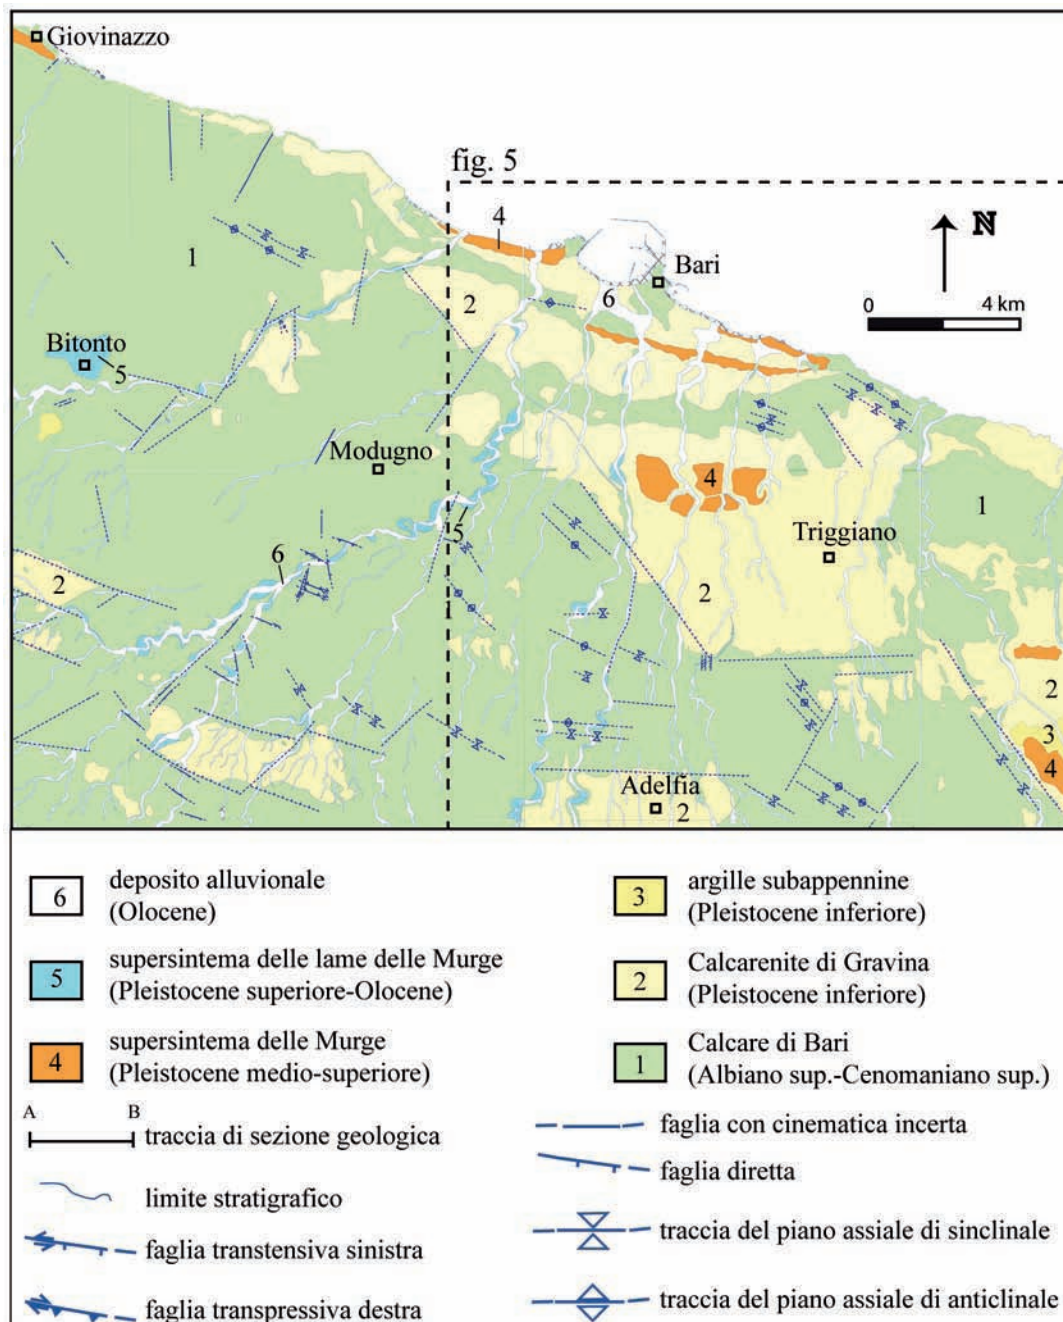 Giovinazzo
fig. 5
4
N
1
Bari
6
2
0 4 km
Bitonto
5
Modugno
4
1
5
Triggiano
6
2
2
1
2
3
4
Adelfia
2
6 deposito alluvionale
(Olocene)
5 supersintema delle lame delle Murge
(Pleistocene superiore-Olocene)
4 supersintema delle Murge
(Pleistocene medio-superiore)
A B
traccia di sezione geologica
limite stratigrafico
faglia transtensiva sinistra
faglia transpressiva destra
3 argille subappennine
(Pleistocene inferiore)
2 Calcarenite di Gravina
(Pleistocene inferiore)
1 Calcare di Bari
(Albiano sup.-Cenomaniano sup.)
faglia con cinematica incerta
faglia diretta
traccia del piano assiale di sinclinale
traccia del piano assiale di anticlinale